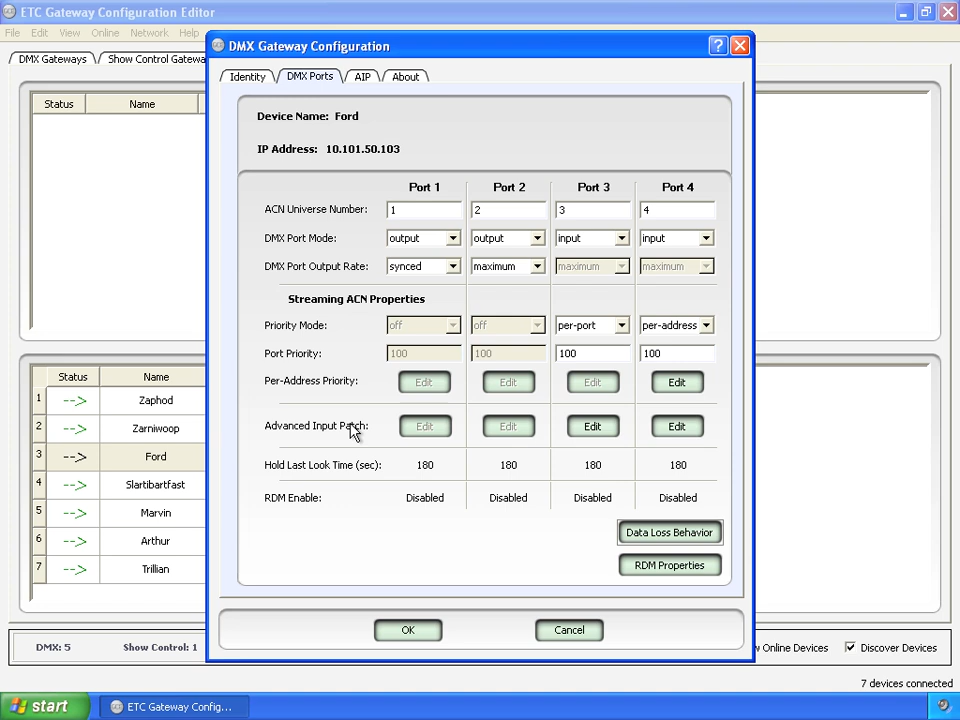 ETC Gateway Configuration Editor
File Edit View Online Network Help
DMX Gateways Show Control Gatewa
Status Name
Status Name
1 --> Zaphod
2 --> Zarniwoop
3 --> Ford
4 --> Slartibartfast
5 --> Marvin
6 --> Arthur
7 --> Trillian
DMX: 5 Show Control: 1
w Online Devices Discover Devices
7 devices connected
DMX Gateway Configuration
Identity DMX Ports AIP About
Device Name: Ford
IP Address: 10.101.50.103
Port 1 Port 2 Port 3 Port 4
ACN Universe Number: 1 2 3 4
DMX Port Mode: output output input input
DMX Port Output Rate: synced maximum maximum maximum
Streaming ACN Properties
Priority Mode: off off per-port per-address
Port Priority: 100 100 100 100
Per-Address Priority: Edit Edit Edit Edit
Advanced Input Patch: Edit Edit Edit Edit
Hold Last Look Time (sec): 180 180 180 180
RDM Enable: Disabled Disabled Disabled Disabled
Data Loss Behavior
RDM Properties
OK Cancel
start ETC Gateway Config...